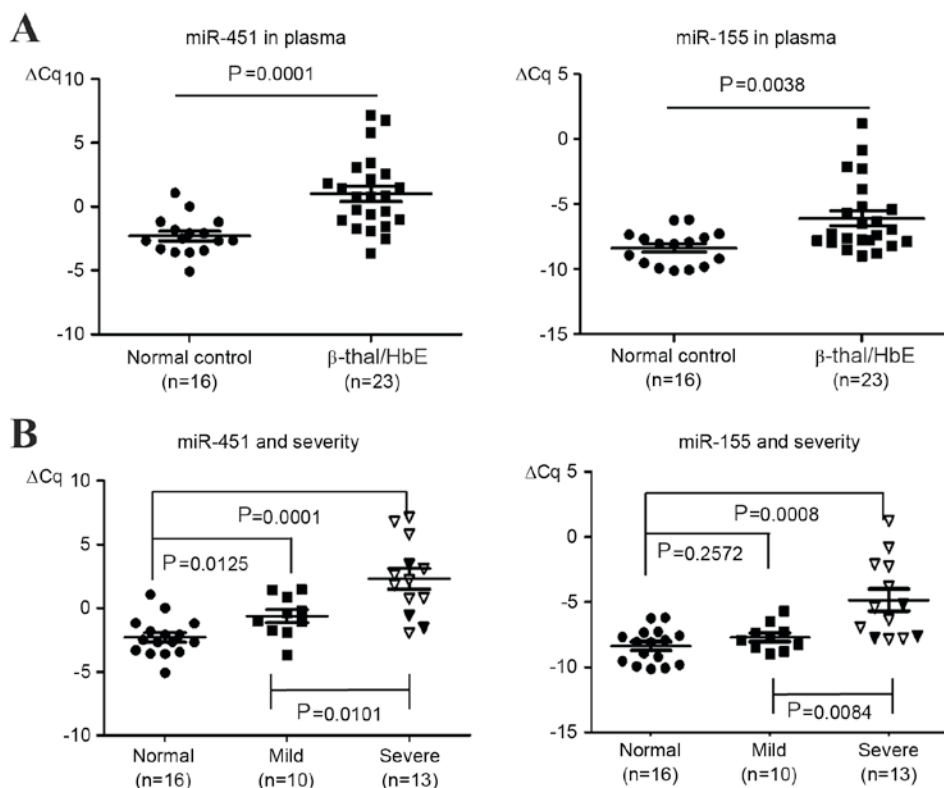 A
miR-451 in plasma
ΔCq
10
P=0.0001
5
0
-5
-10
Normal control
(n=16)
β-thal/HbE
(n=23)
miR-155 in plasma
ΔCq
5
P=0.0038
0
-5
-10
-15
Normal control
(n=16)
β-thal/HbE
(n=23)
B
miR-451 and severity
ΔCq
10
P=0.0001
5
P=0.0125
0
-5
P=0.0101
-10
Normal
(n=16)
Mild
(n=10)
Severe
(n=13)
miR-155 and severity
ΔCq
5
P=0.0008
P=0.2572
0
-5
-10
P=0.0084
-15
Normal
(n=16)
Mild
(n=10)
Severe
(n=13)